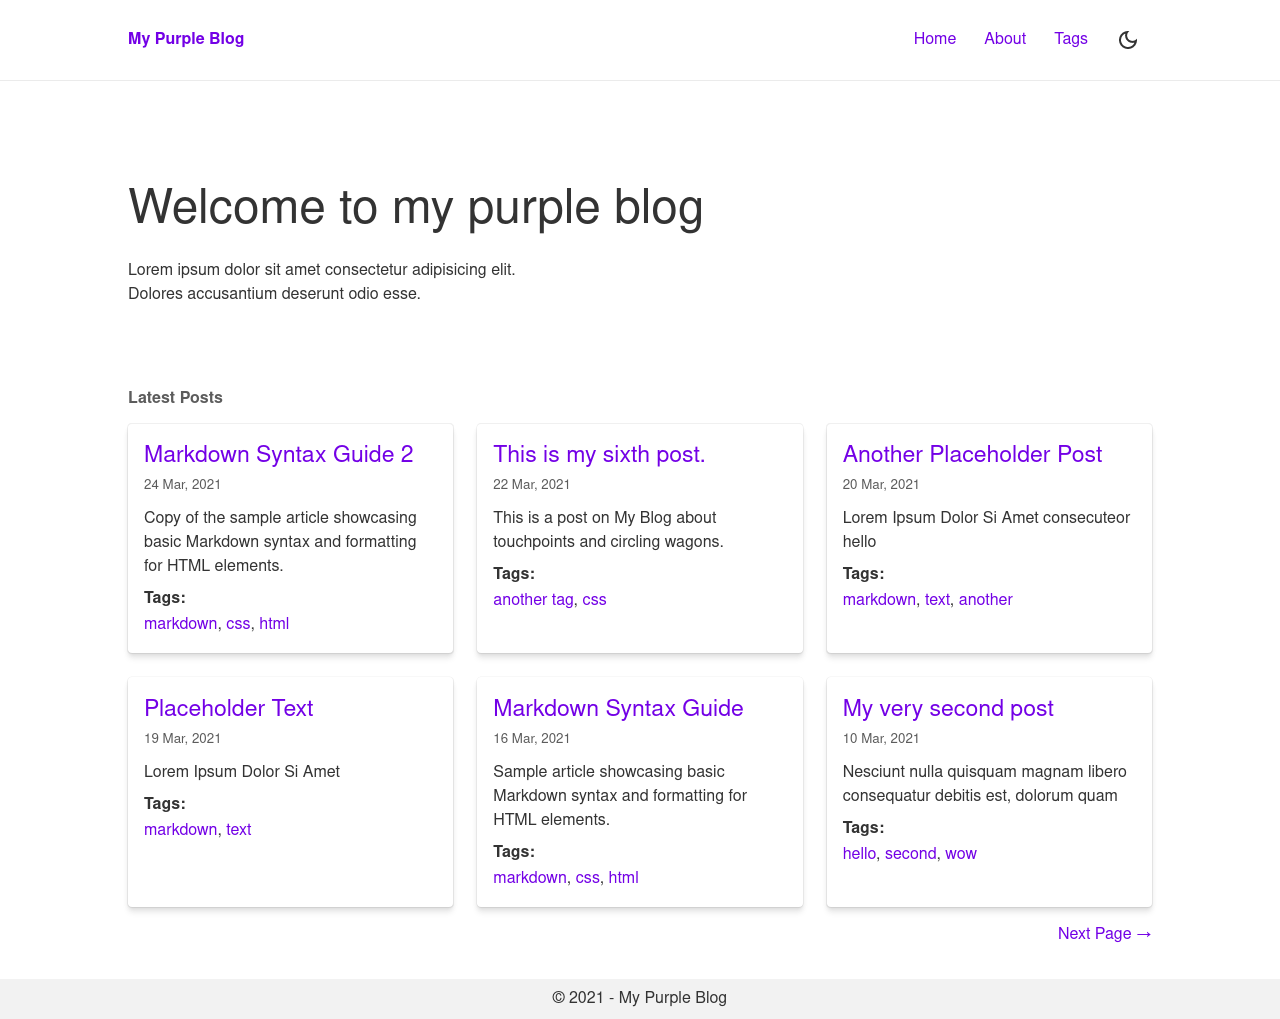 My Purple Blog
Home About Tags
Welcome to my purple blog
Lorem ipsum dolor sit amet consectetur adipisicing elit.
Dolores accusantium deserunt odio esse.
Latest Posts
Markdown Syntax Guide 2
24 Mar, 2021
Copy of the sample article showcasing
basic Markdown syntax and formatting
for HTML elements.
Tags:
markdown, css, html
This is my sixth post.
22 Mar, 2021
This is a post on My Blog about
touchpoints and circling wagons.
Tags:
another tag, css
Another Placeholder Post
20 Mar, 2021
Lorem Ipsum Dolor Si Amet consecuteor
hello
Tags:
markdown, text, another
Placeholder Text
19 Mar, 2021
Lorem Ipsum Dolor Si Amet
Tags:
markdown, text
Markdown Syntax Guide
16 Mar, 2021
Sample article showcasing basic
Markdown syntax and formatting for
HTML elements.
Tags:
markdown, css, html
My very second post
10 Mar, 2021
Nesciunt nulla quisquam magnam libero
consequatur debitis est, dolorum quam
Tags:
hello, second, wow
Next Page →
© 2021 - My Purple Blog